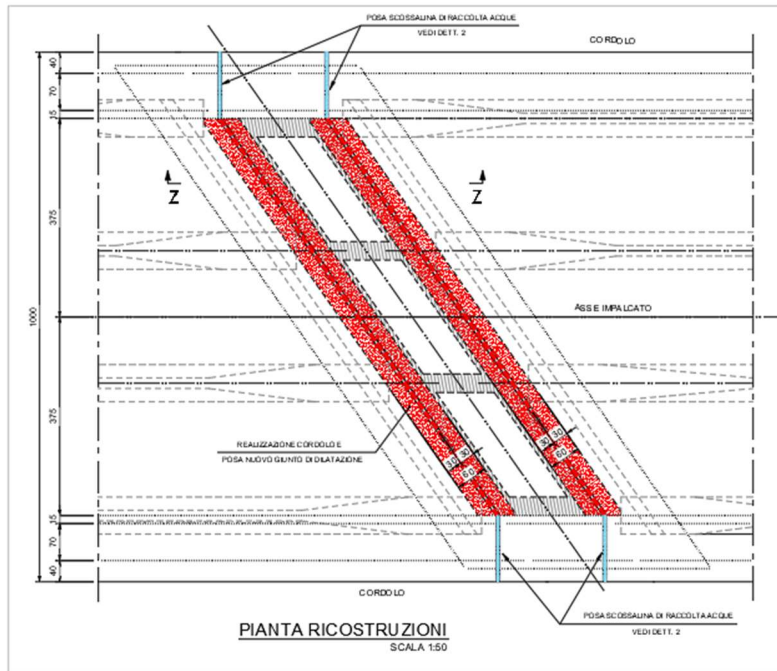 POSA SCOSSALINA DI RACCOLTA ACQUE
VEDI DETT. 2
CORDOLO
40
70
15
375
1000
375
15
70
40
Z
Z
ASSE IMPALCATO
REALIZZAZIONE CORDOLO E
POSA NUOVO GIUNTO DI DILATAZIONE
30
30
60
30
30
60
CORDOLO
POSA SCOSSALINA DI RACCOLTA ACQUE
VEDI DETT. 2
PIANTA RICOSTRUZIONI
SCALA 1:50